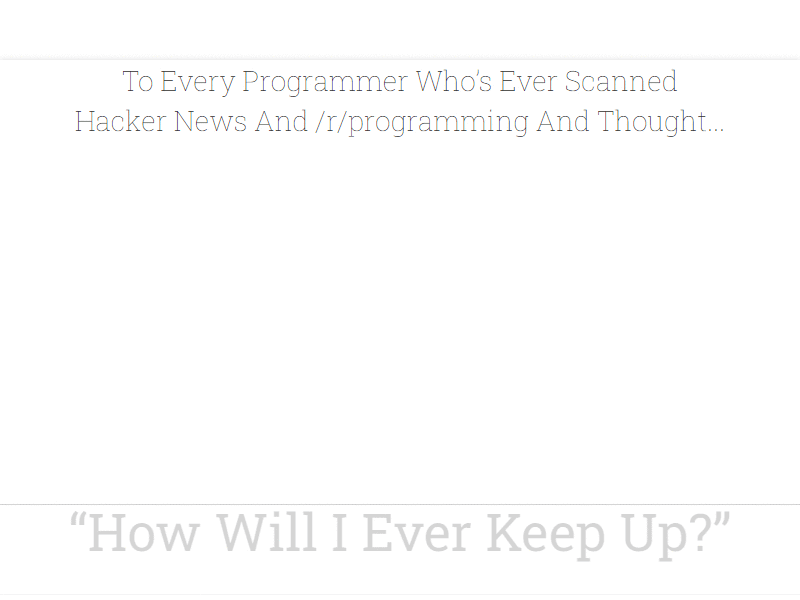 To Every Programmer Who's Ever Scanned
Hacker News And /r/programming And Thought...
“How Will I Ever Keep Up?”